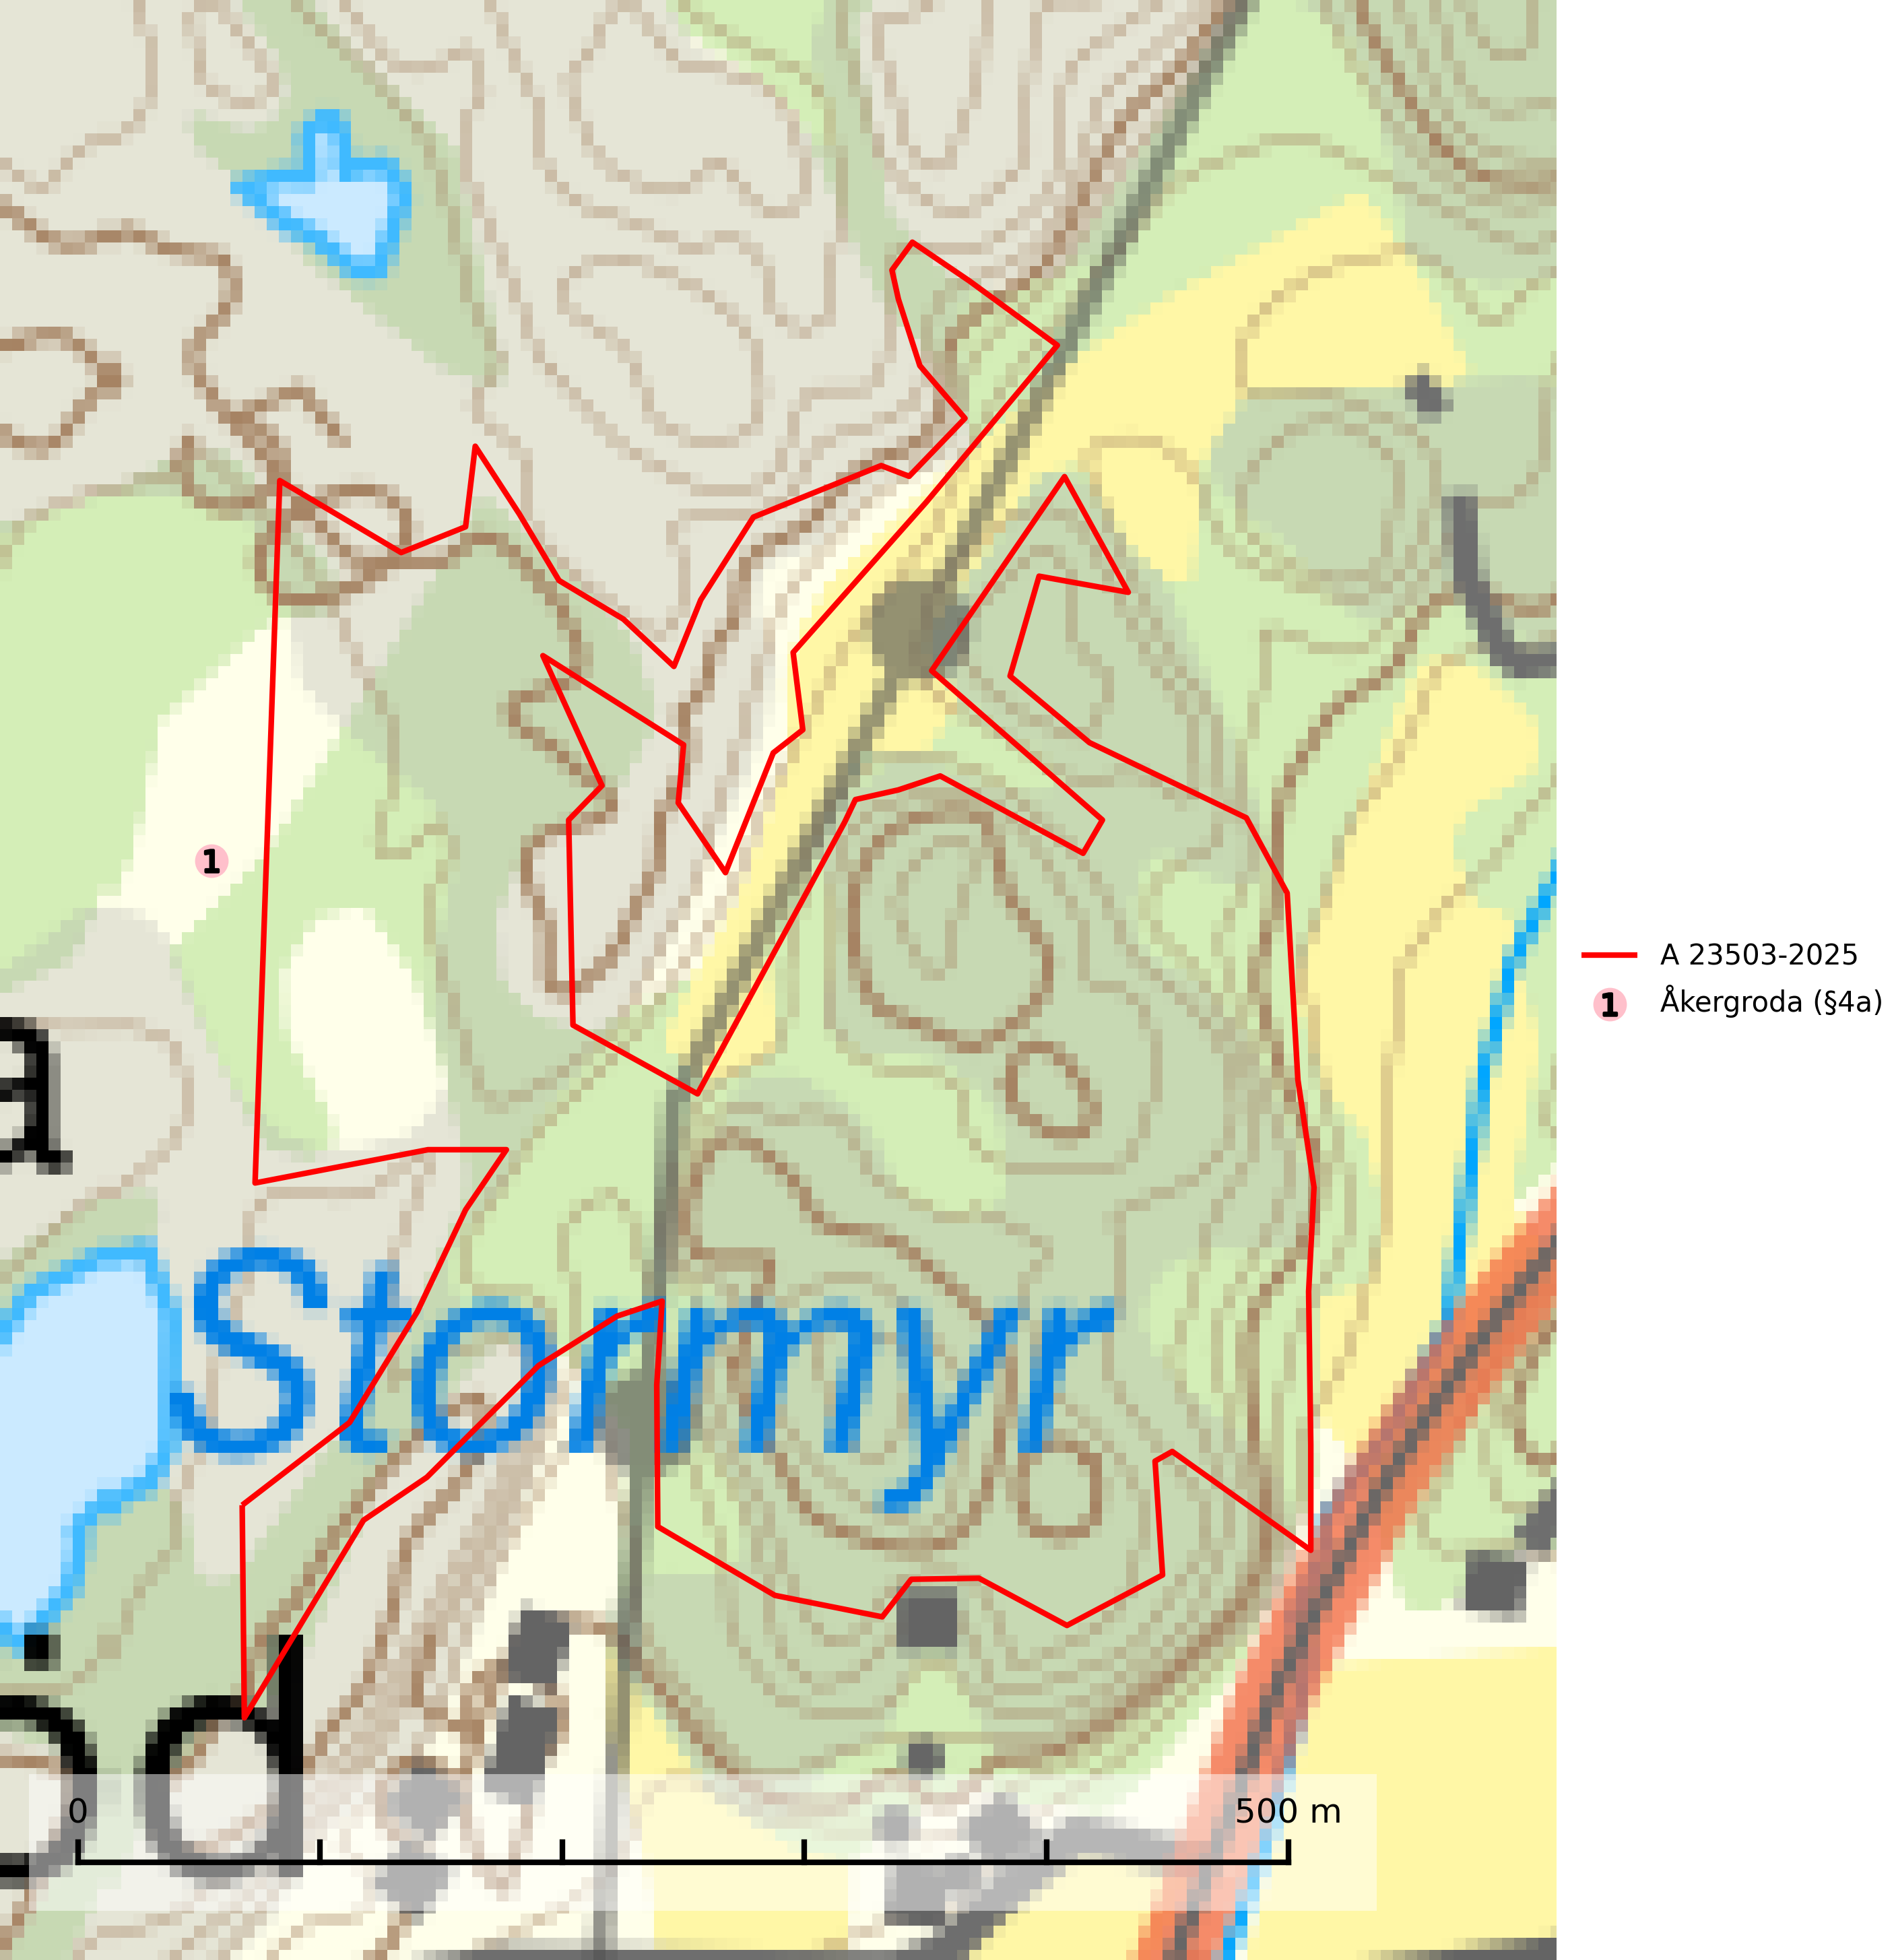 1
a
Stormyr
d
0
500 m
A 23503-2025
1 Åkergroda (§4a)